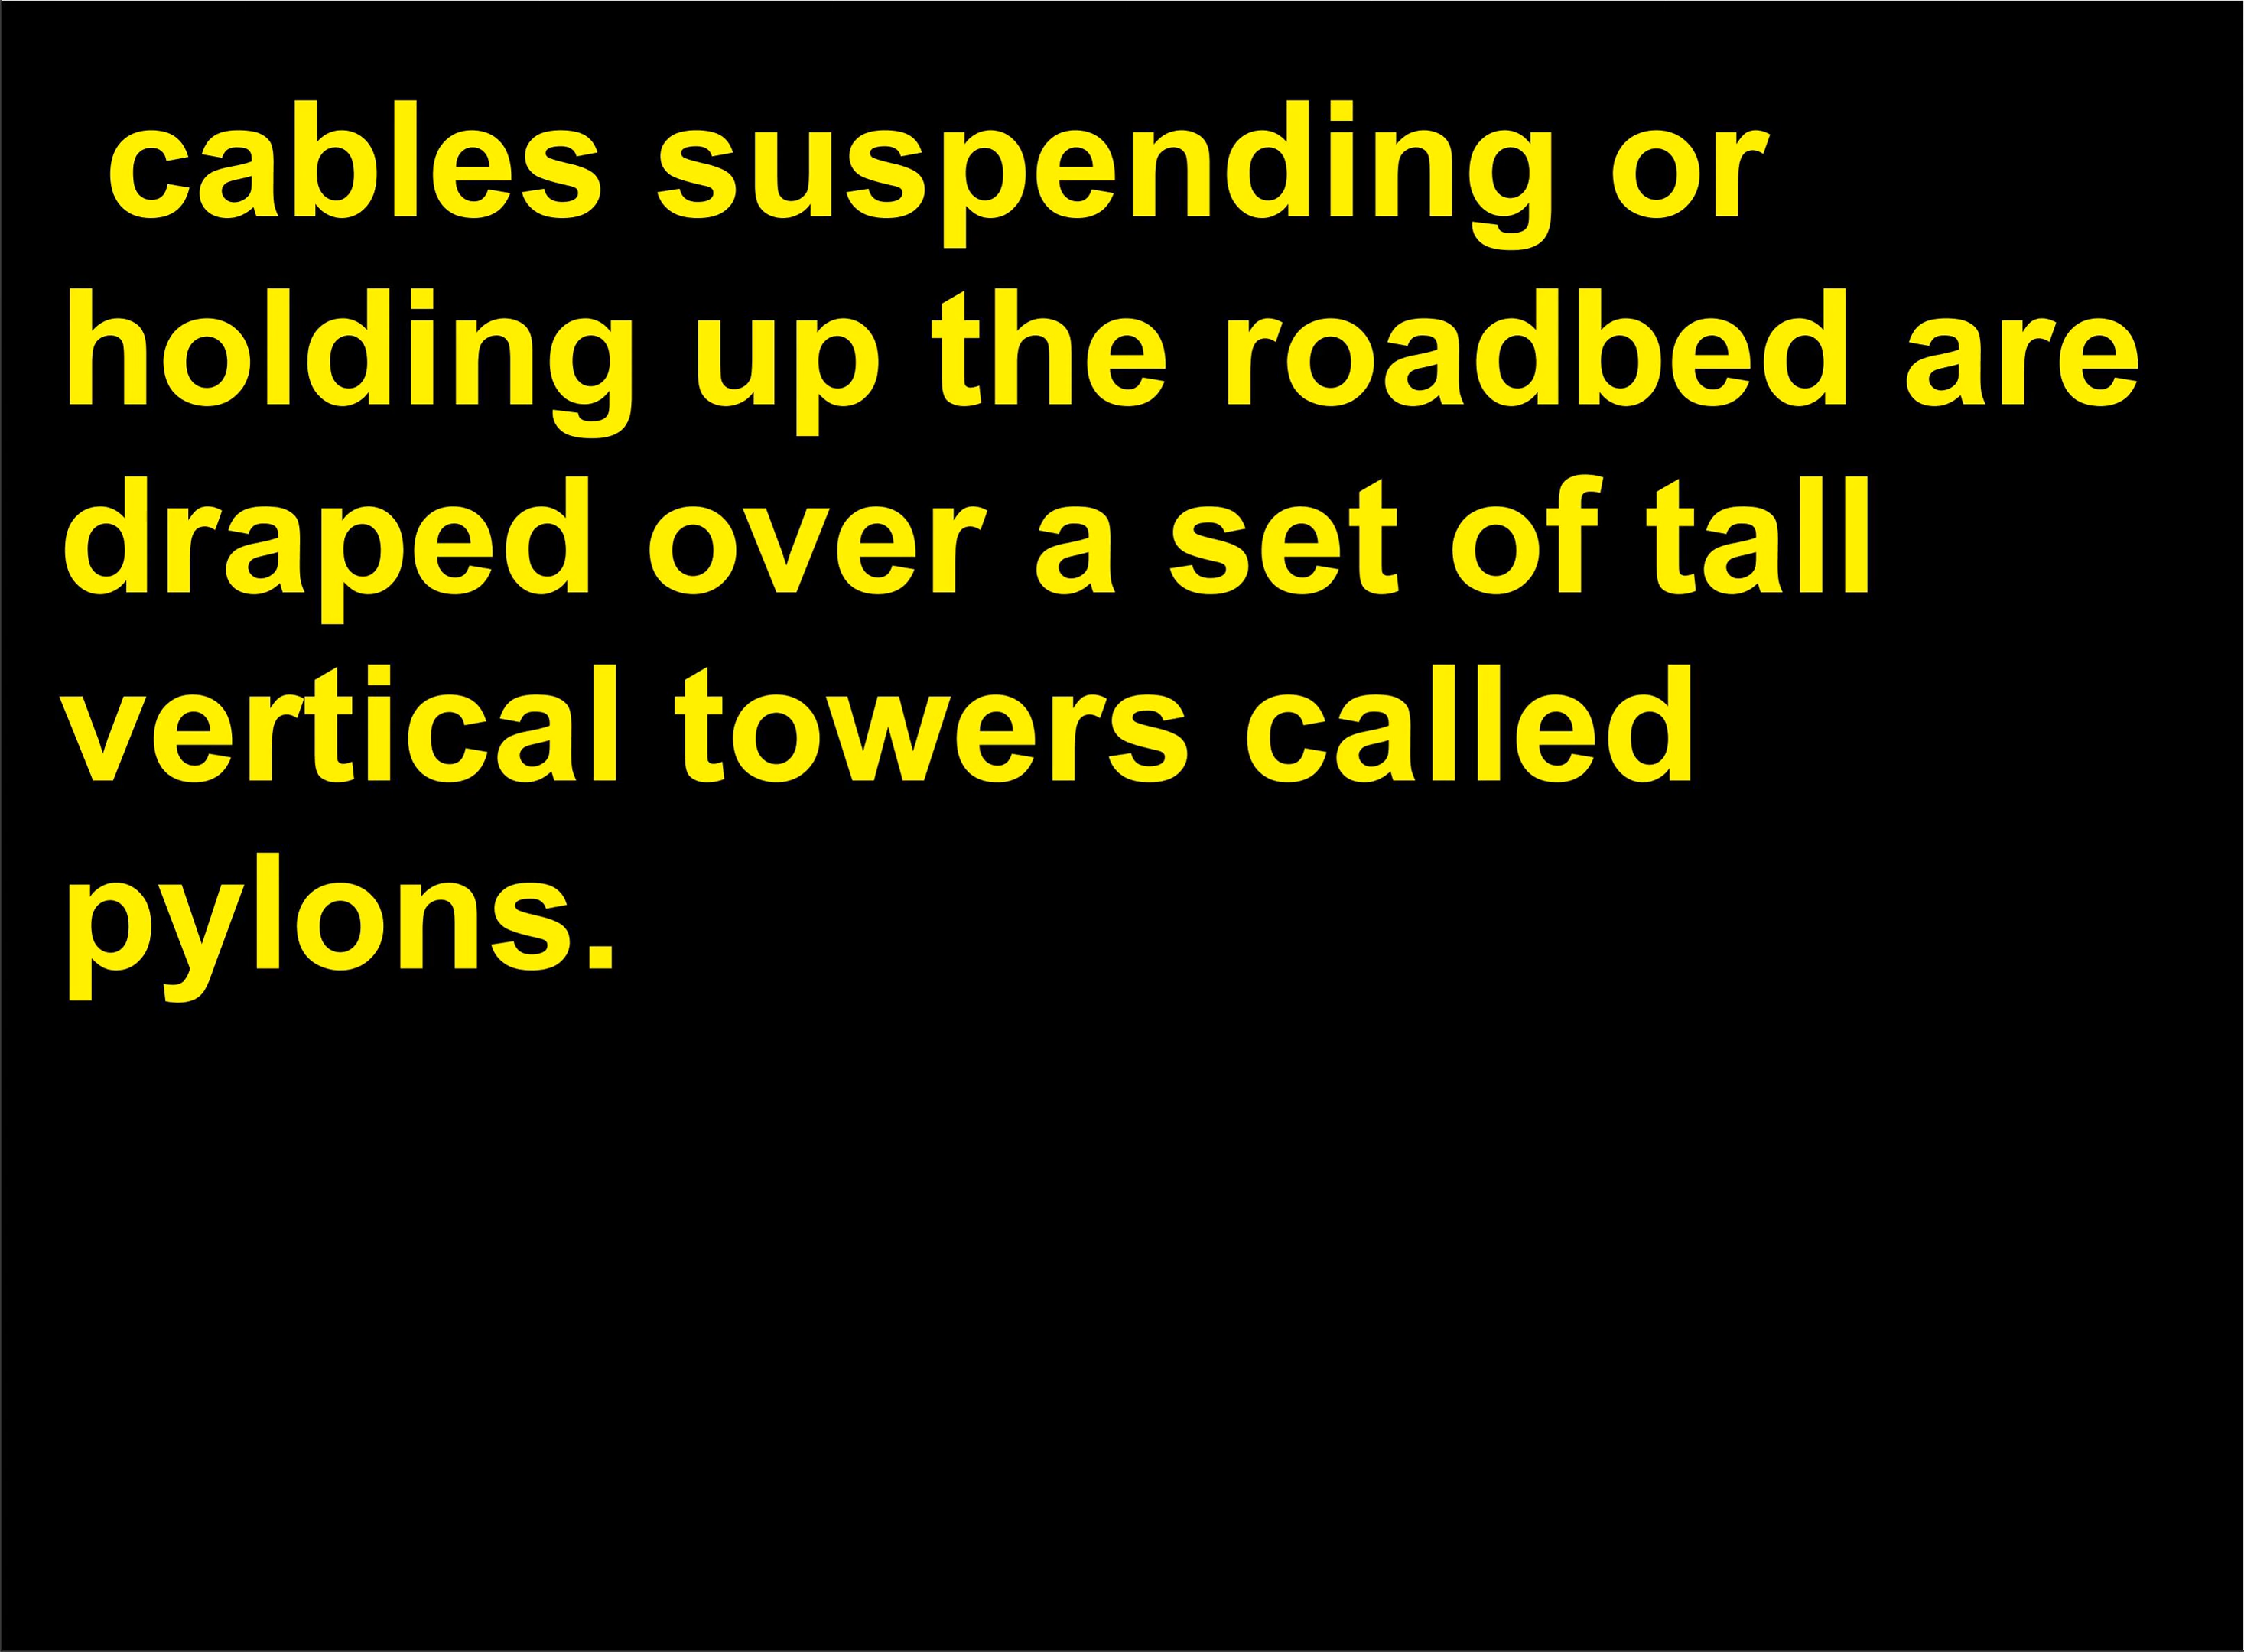 cables suspending or
holding up the roadbed are
draped over a set of tall
vertical towers called
pylons.